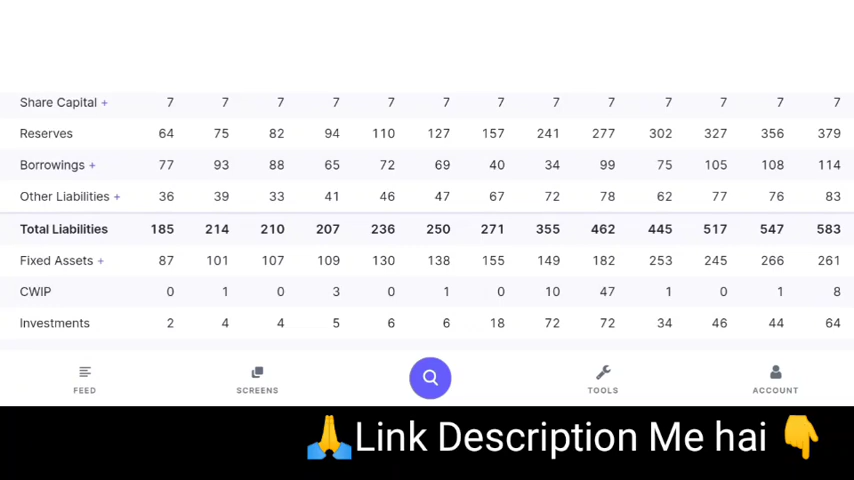 Share Capital + 7 7 7 7 7 7 7 7 7 7 7 7 7
Reserves 64 75 82 94 110 127 157 241 277 302 327 356 379
Borrowings + 77 93 88 65 72 69 40 34 99 75 105 108 114
Other Liabilities + 36 39 33 41 46 47 67 72 78 62 77 76 83
Total Liabilities 185 214 210 207 236 250 271 355 462 445 517 547 583
Fixed Assets + 87 101 107 109 130 138 155 149 182 253 245 266 261
CWIP 0 1 0 3 0 1 0 10 47 1 0 1 8
Investments 2 4 4 5 6 6 18 72 72 34 46 44 64
FEED SCREENS TOOLS ACCOUNT
🙏Link Description Me hai 👇